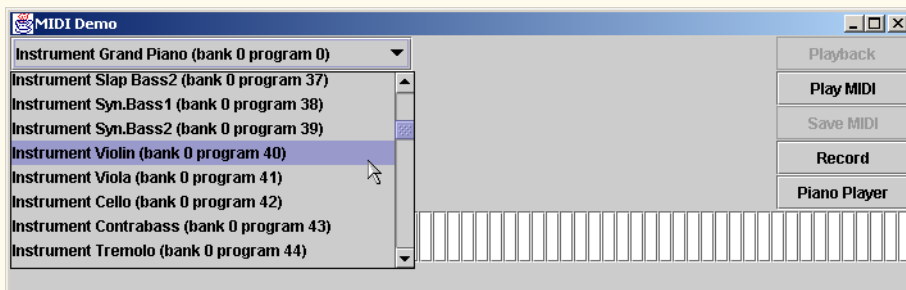 MIDI Demo
Instrument Grand Piano (bank 0 program 0)
Instrument Slap Bass2 (bank 0 program 37)
Instrument Syn.Bass1 (bank 0 program 38)
Instrument Syn.Bass2 (bank 0 program 39)
Instrument Violin (bank 0 program 40)
Instrument Viola (bank 0 program 41)
Instrument Cello (bank 0 program 42)
Instrument Contrabass (bank 0 program 43)
Instrument Tremolo (bank 0 program 44)
Playback
Play MIDI
Save MIDI
Record
Piano Player